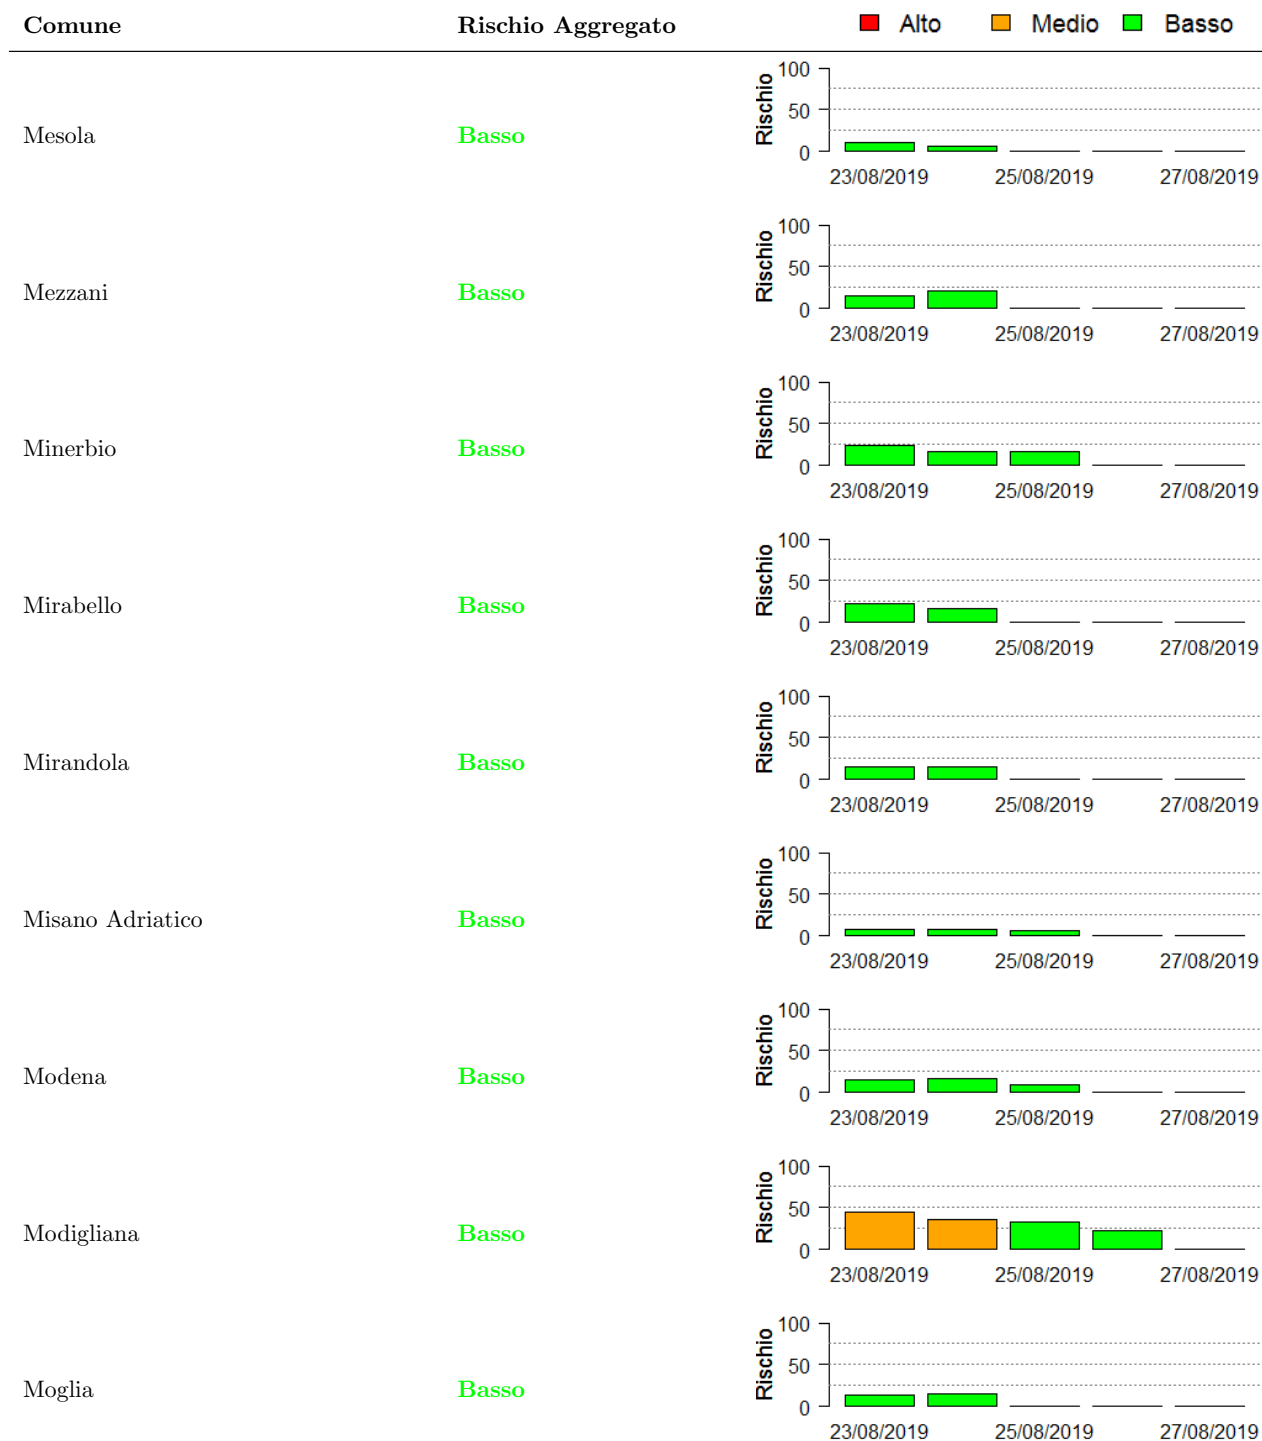 Comune Rischio Aggregato Alto Medio Basso
100
50
0
Rischio
Mesola Basso
23/08/2019 25/08/2019 27/08/2019
100
50
0
Rischio
Mezzani Basso
23/08/2019 25/08/2019 27/08/2019
100
50
0
Rischio
Minerbio Basso
23/08/2019 25/08/2019 27/08/2019
100
50
0
Rischio
Mirabello Basso
23/08/2019 25/08/2019 27/08/2019
100
50
0
Rischio
Mirandola Basso
23/08/2019 25/08/2019 27/08/2019
100
50
0
Rischio
Misano Adriatico Basso
23/08/2019 25/08/2019 27/08/2019
100
50
0
Rischio
Modena Basso
23/08/2019 25/08/2019 27/08/2019
100
50
0
Rischio
Modigliana Basso
23/08/2019 25/08/2019 27/08/2019
100
50
0
Rischio
Moglia Basso
23/08/2019 25/08/2019 27/08/2019